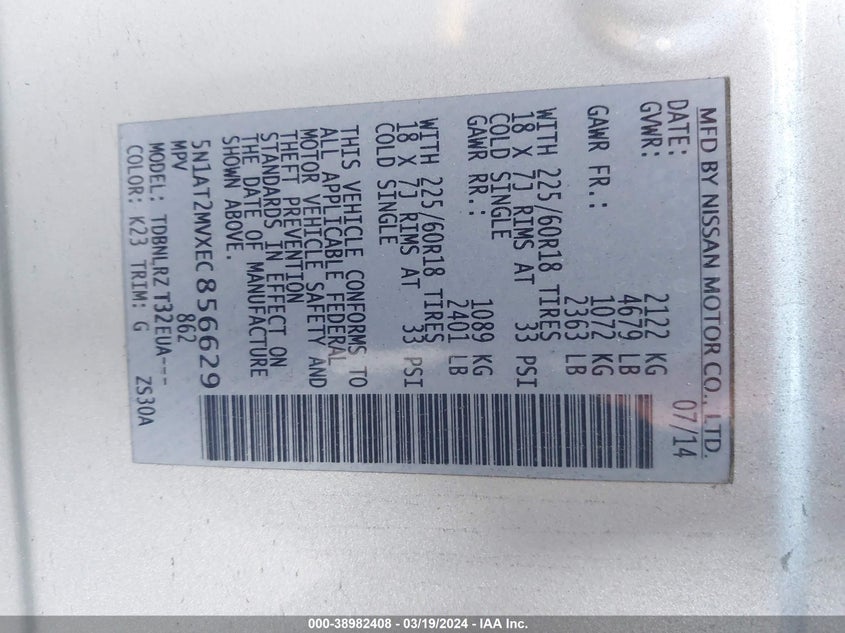 MFD BY NISSAN MOTOR CO., LTD.
DATE: 07/14
GVWR: 2122 KG
4679 LB
GAWR FR.: 1072 KG
2363 LB
WITH 225/60R18 TIRES
18 X 7J RIMS AT 33 PSI
COLD SINGLE
GAWR RR.: 1089 KG
2401 LB
WITH 225/60R18 TIRES
18 X 7J RIMS AT 33 PSI
COLD SINGLE
THIS VEHICLE CONFORMS TO
ALL APPLICABLE FEDERAL
MOTOR VEHICLE SAFETY AND
THEFT PREVENTION
STANDARDS IN EFFECT ON
THE DATE OF MANUFACTURE
SHOWN ABOVE.
5N1AT2MVXEC856629
MPV 862
MODEL: TDBNLRZ T32EUA---
COLOR: K23 TRIM: G ZS30A
000-38982408 - 03/19/2024 - IAA Inc.